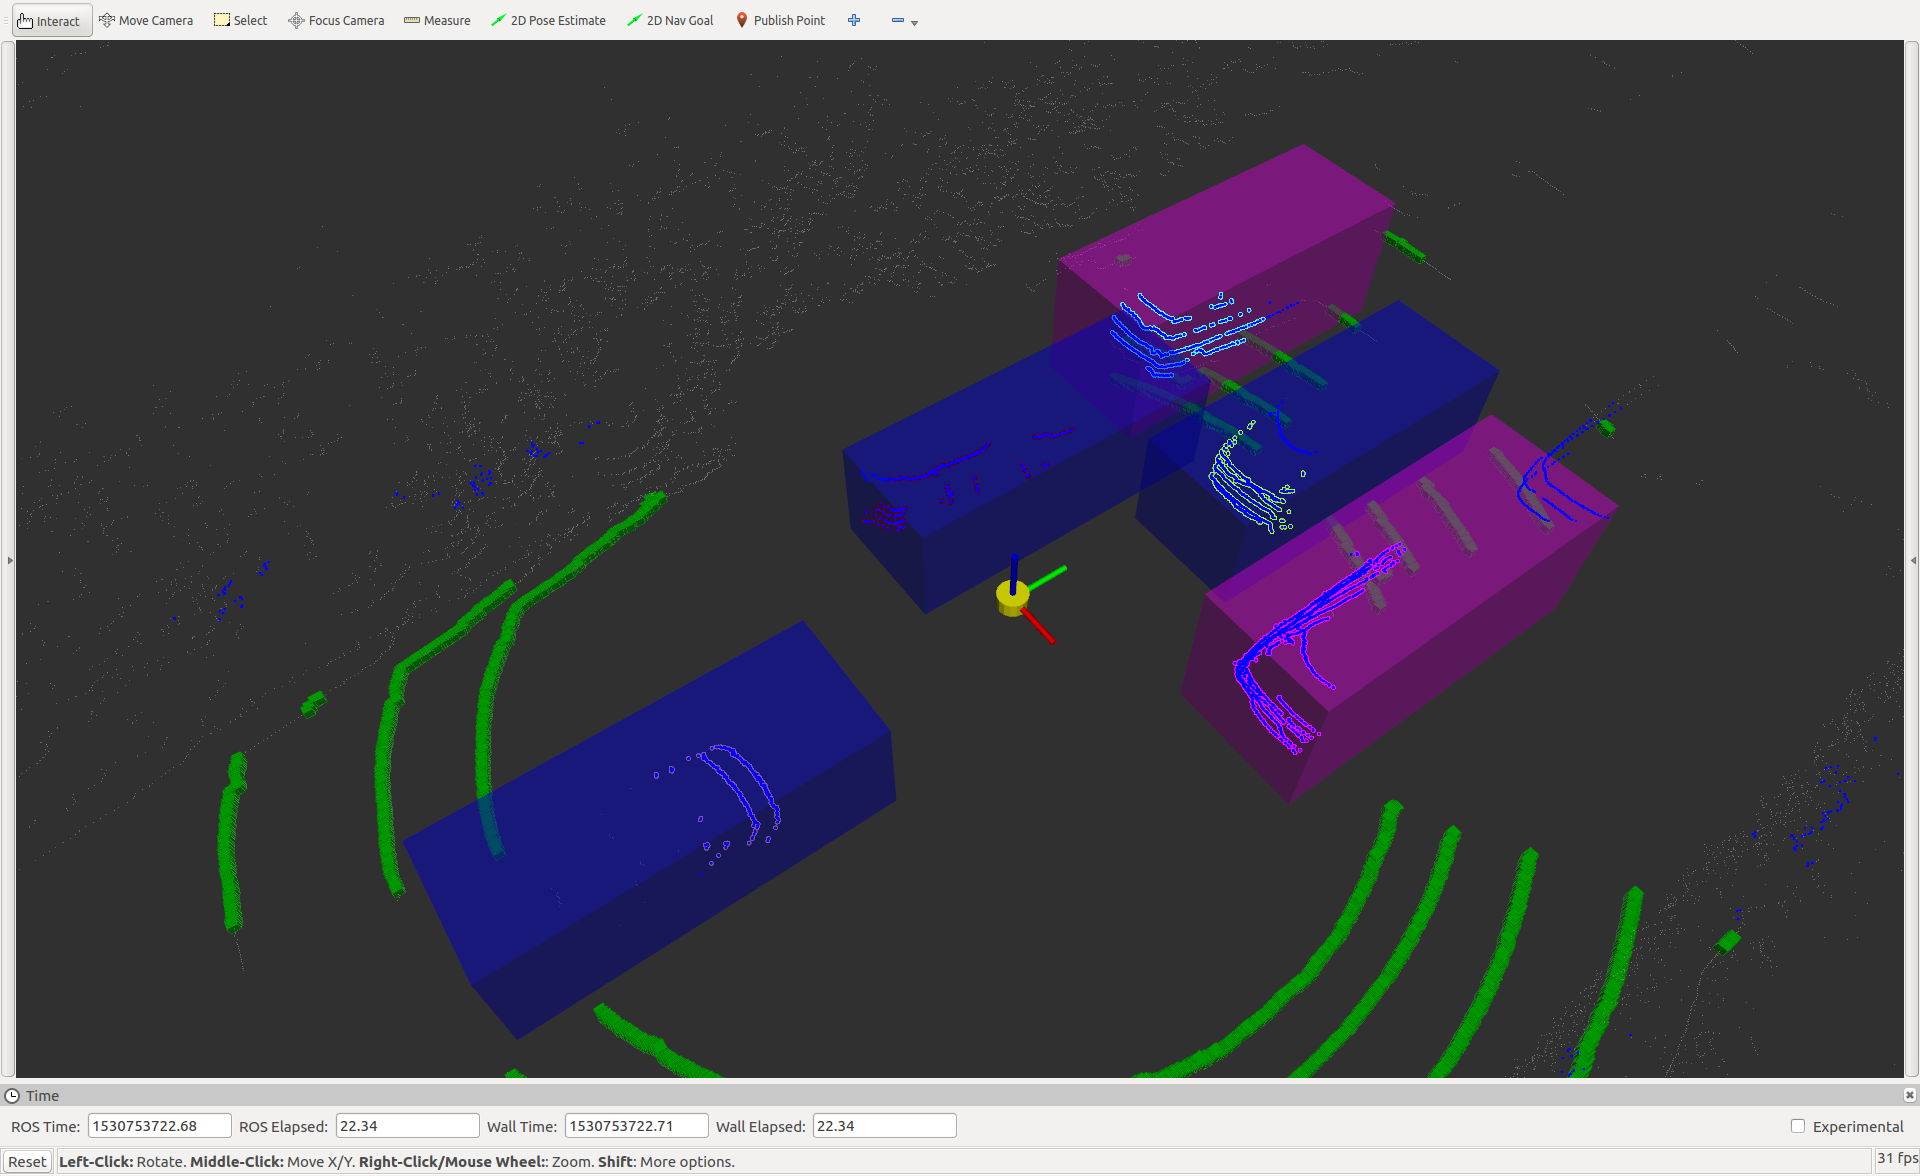 Interact Move Camera Select Focus Camera Measure 2D Pose Estimate 2D Nav Goal Publish Point
Time
ROS Time: 1530753722.68 ROS Elapsed: 22.34 Wall Time: 1530753722.71 Wall Elapsed: 22.34 Experimental
Reset Left-Click: Rotate. Middle-Click: Move X/Y. Right-Click/Mouse Wheel:: Zoom. Shift: More options. 31 fps